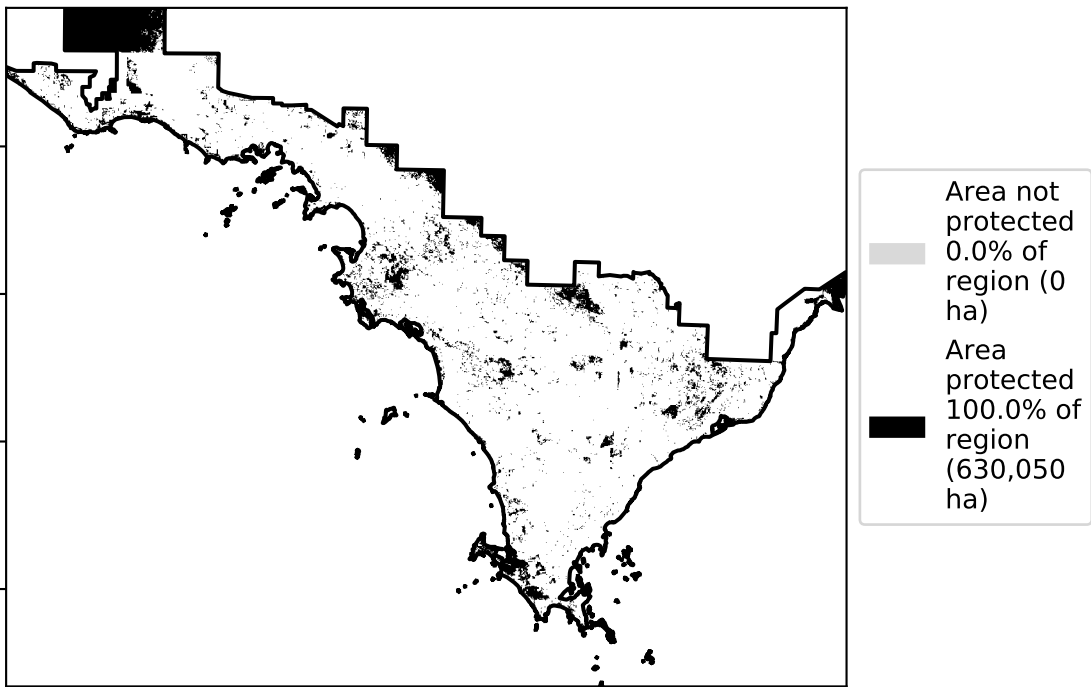 Area not
protected
0.0% of
region (0
ha)
Area
protected
100.0% of
region
(630,050
ha)